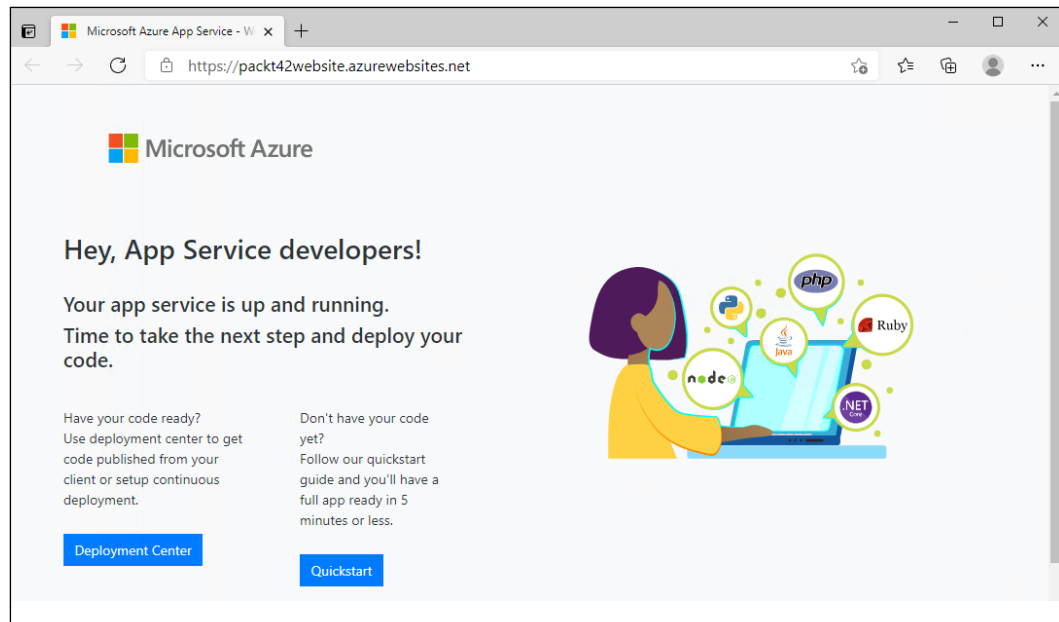 Microsoft Azure App Service - W
https://packt42website.azurewebsites.net
Microsoft Azure
Hey, App Service developers!
Your app service is up and running.
Time to take the next step and deploy your
code.
Have your code ready?
Use deployment center to get
code published from your
client or setup continuous
deployment.
Deployment Center
Don't have your code
yet?
Follow our quickstart
guide and you'll have a
full app ready in 5
minutes or less.
Quickstart
php
Ruby
Java
node
.NET
Core